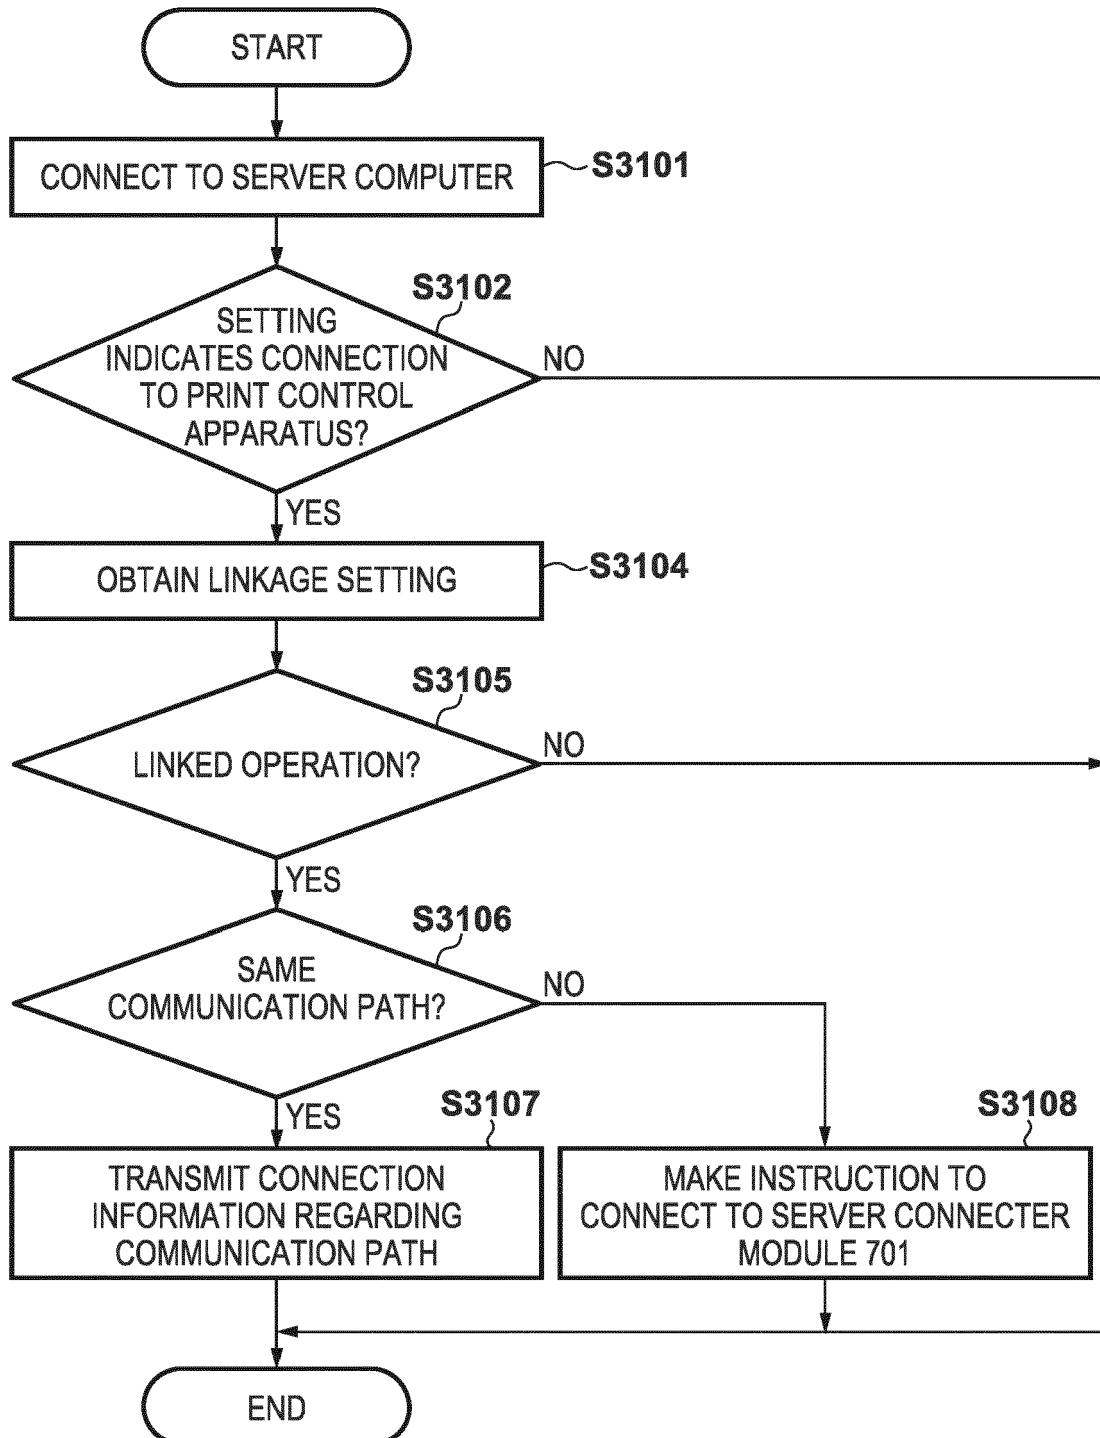 START
CONNECT TO SERVER COMPUTER
S3101
S3102
SETTING
INDICATES CONNECTION
TO PRINT CONTROL
APPARATUS?
NO
YES
OBTAIN LINKAGE SETTING
S3104
S3105
LINKED OPERATION?
NO
YES
S3106
SAME
COMMUNICATION PATH?
NO
YES
S3107
TRANSMIT CONNECTION
INFORMATION REGARDING
COMMUNICATION PATH
S3108
MAKE INSTRUCTION TO
CONNECT TO SERVER CONNECTER
MODULE 701
END